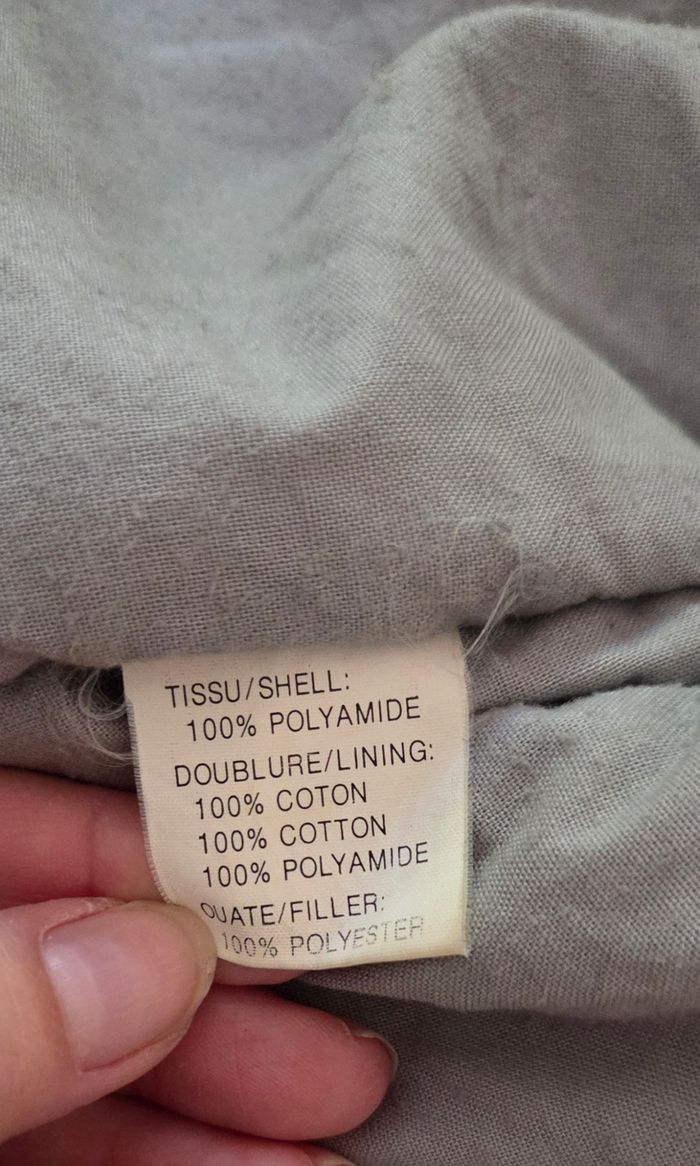 TISSU/SHELL:
100% POLYAMIDE
DOUBLURE/LINING:
100% COTON
100% COTTON
100% POLYAMIDE
OUATE/FILLER:
100% POLYESTER